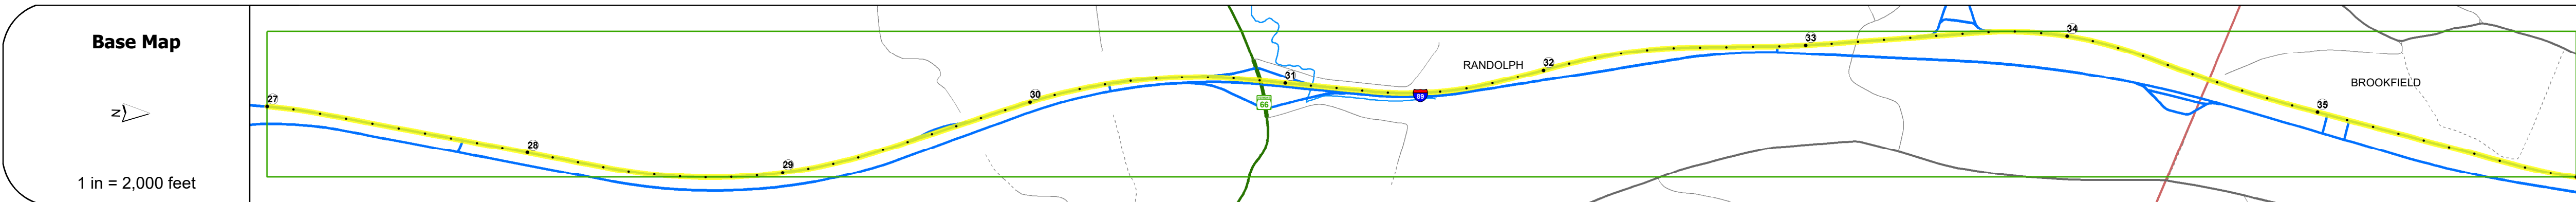 Base Map
N
1 in = 2,000 feet
27
28
29
30
66
31
89
RANDOLPH
32
33
34
BROOKFIELD
35